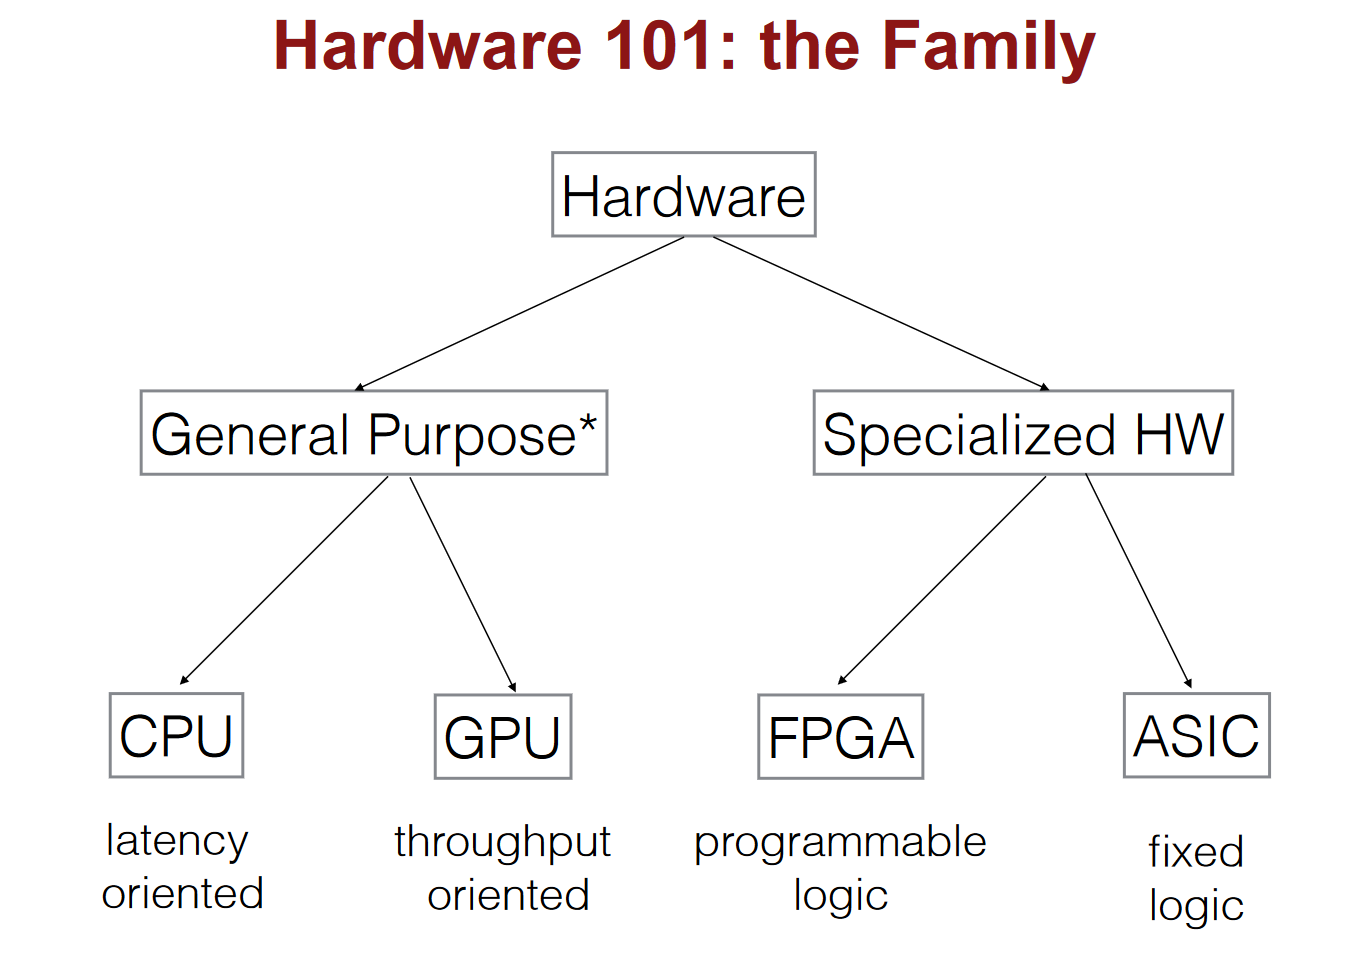 Hardware 101: the Family
Hardware
General Purpose*
Specialized HW
CPU
GPU
FPGA
ASIC
latency
oriented
throughput
oriented
programmable
logic
fixed
logic